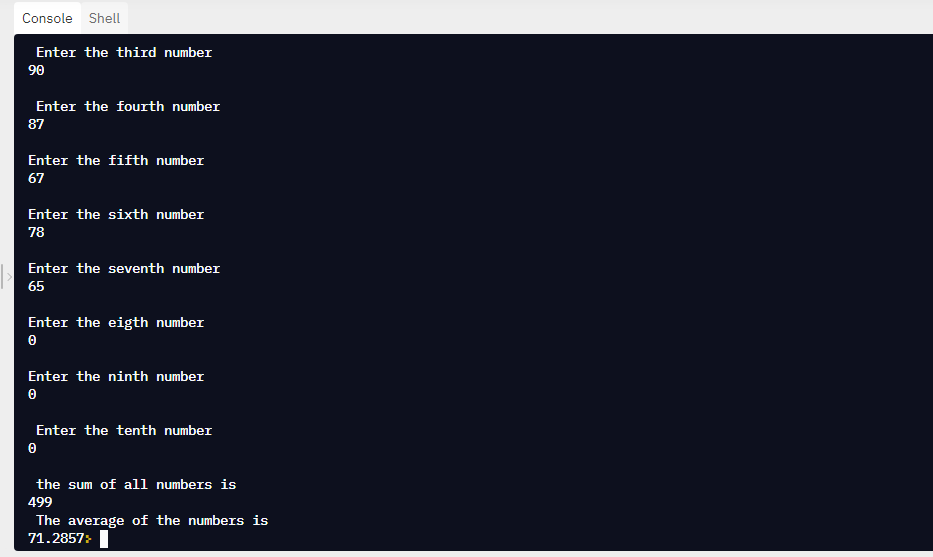 Console Shell
Enter the third number
90
Enter the fourth number
87
Enter the fifth number
67
Enter the sixth number
78
Enter the seventh number
65
Enter the eigth number
0
Enter the ninth number
0
Enter the tenth number
0
the sum of all numbers is
499
The average of the numbers is
71.2857>